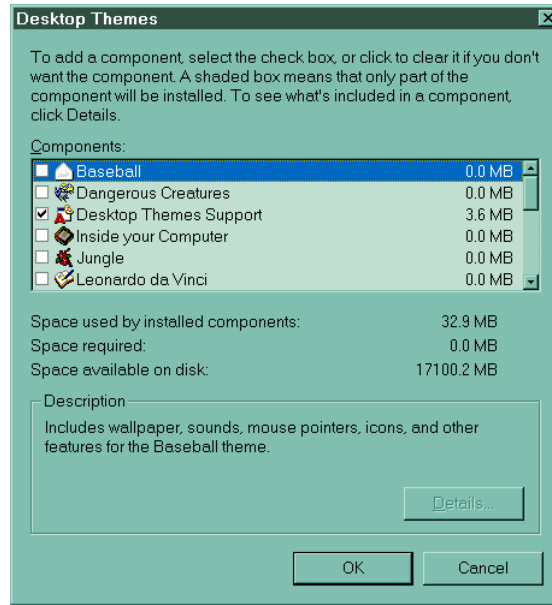 Desktop Themes
To add a component, select the check box, or click to clear it if you don't
want the component. A shaded box means that only part of the
component will be installed. To see what's included in a component,
click Details.
Components:
Baseball 0.0 MB
Dangerous Creatures 0.0 MB
Desktop Themes Support 3.6 MB
Inside your Computer 0.0 MB
Jungle 0.0 MB
Leonardo da Vinci 0.0 MB
Space used by installed components: 32.9 MB
Space required: 0.0 MB
Space available on disk: 17100.2 MB
Description
Includes wallpaper, sounds, mouse pointers, icons, and other
features for the Baseball theme.
Details...
OK Cancel